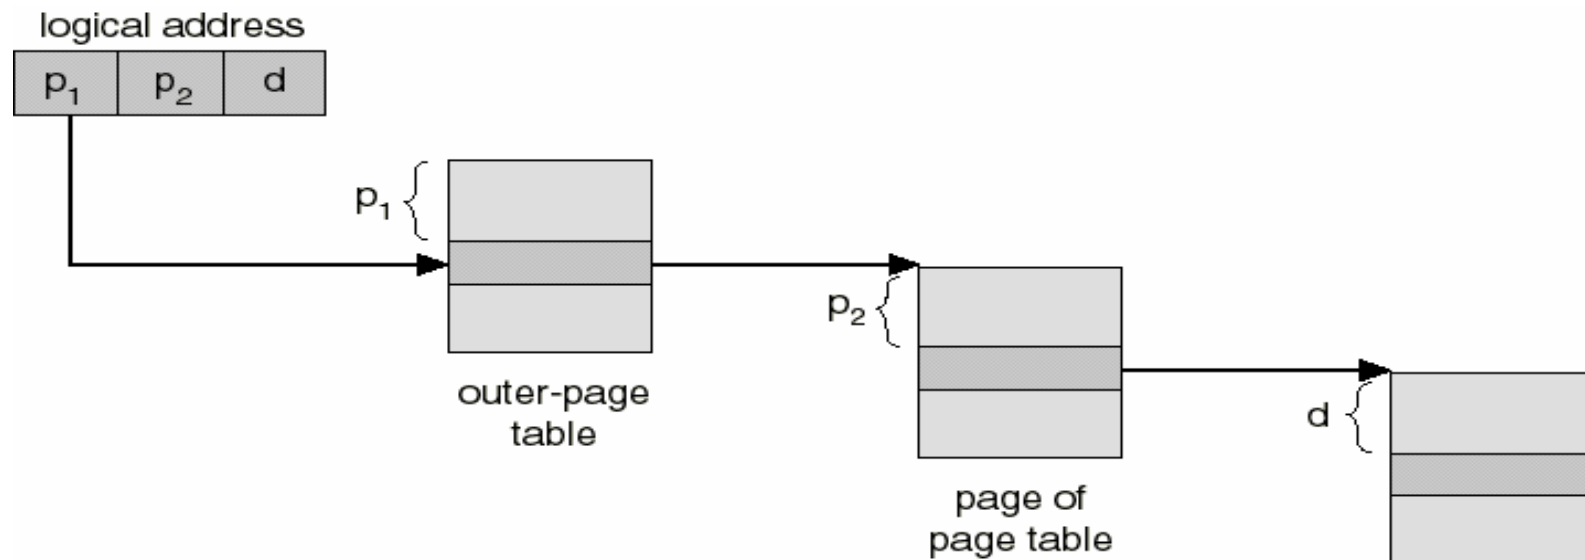 logical address
p₁ p₂ d
p₁
p₂
d
outer-page
table
page of
page table